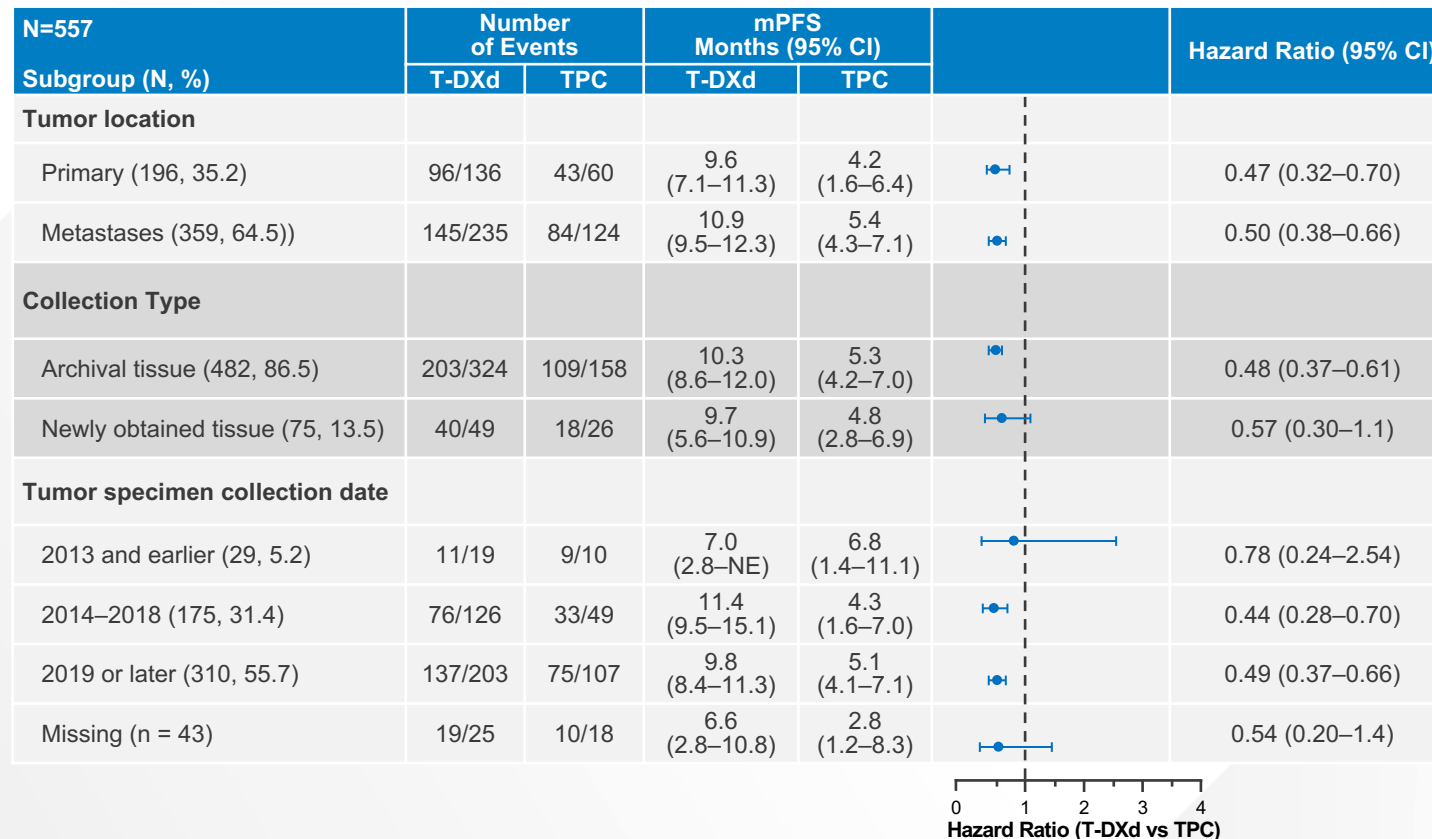 N=557
Number
of Events
mPFS
Months (95% CI)
Hazard Ratio (95% CI)
Subgroup (N, %)
T-DXd
TPC
T-DXd
TPC
Tumor location
Primary (196, 35.2)
96/136
43/60
9.6
(7.1–11.3)
4.2
(1.6–6.4)
0.47 (0.32–0.70)
Metastases (359, 64.5))
145/235
84/124
10.9
(9.5–12.3)
5.4
(4.3–7.1)
0.50 (0.38–0.66)
Collection Type
Archival tissue (482, 86.5)
203/324
109/158
10.3
(8.6–12.0)
5.3
(4.2–7.0)
0.48 (0.37–0.61)
Newly obtained tissue (75, 13.5)
40/49
18/26
9.7
(5.6–10.9)
4.8
(2.8–6.9)
0.57 (0.30–1.1)
Tumor specimen collection date
2013 and earlier (29, 5.2)
11/19
9/10
7.0
(2.8–NE)
6.8
(1.4–11.1)
0.78 (0.24–2.54)
2014–2018 (175, 31.4)
76/126
33/49
11.4
(9.5–15.1)
4.3
(1.6–7.0)
0.44 (0.28–0.70)
2019 or later (310, 55.7)
137/203
75/107
9.8
(8.4–11.3)
5.1
(4.1–7.1)
0.49 (0.37–0.66)
Missing (n = 43)
19/25
10/18
6.6
(2.8–10.8)
2.8
(1.2–8.3)
0.54 (0.20–1.4)
0 1 2 3 4
Hazard Ratio (T-DXd vs TPC)